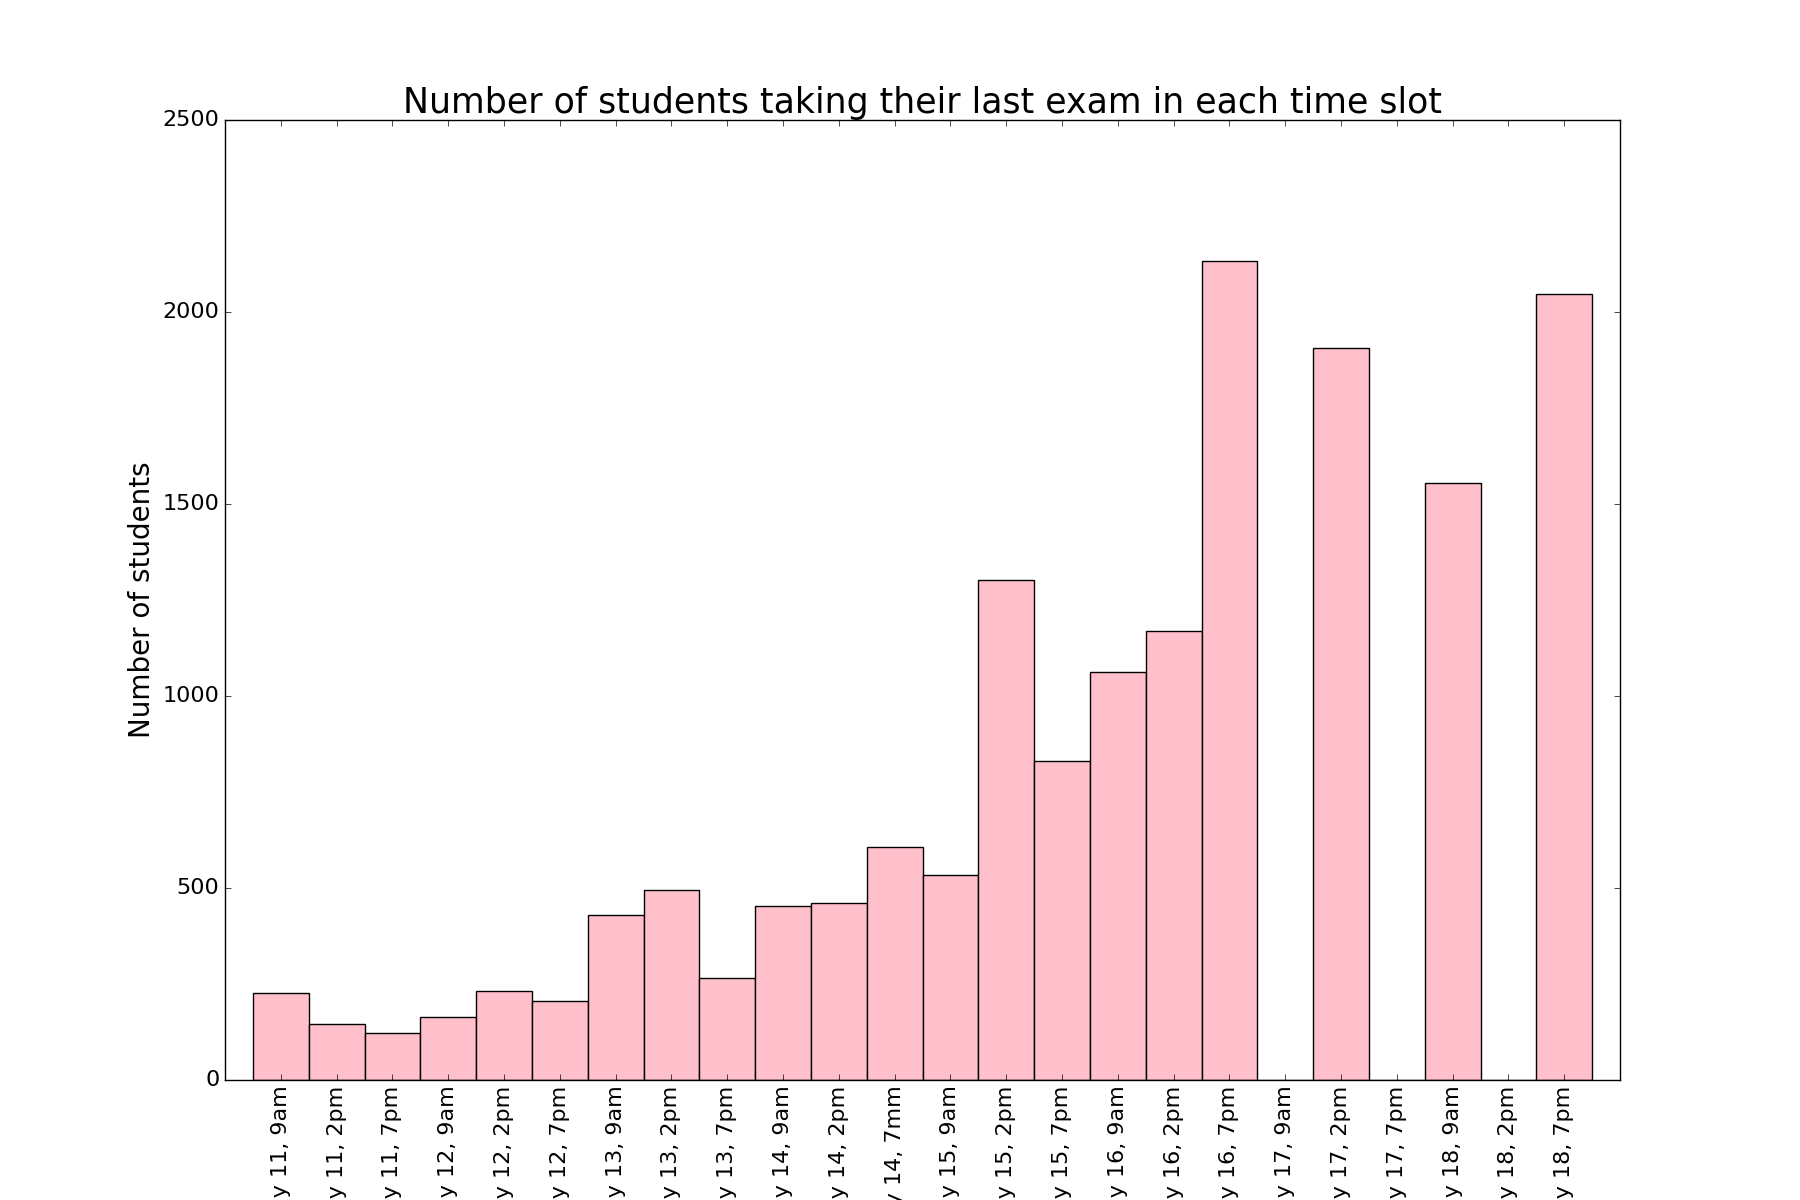 Number of students taking their last exam in each time slot
Number of students
2500
2000
1500
1000
500
0
y 11, 9am
y 11, 2pm
y 11, 7pm
y 12, 9am
y 12, 2pm
y 12, 7pm
y 13, 9am
y 13, 2pm
y 13, 7pm
y 14, 9am
y 14, 2pm
y 14, 7mm
y 15, 9am
y 15, 2pm
y 15, 7pm
y 16, 9am
y 16, 2pm
y 16, 7pm
y 17, 9am
y 17, 2pm
y 17, 7pm
y 18, 9am
y 18, 2pm
y 18, 7pm